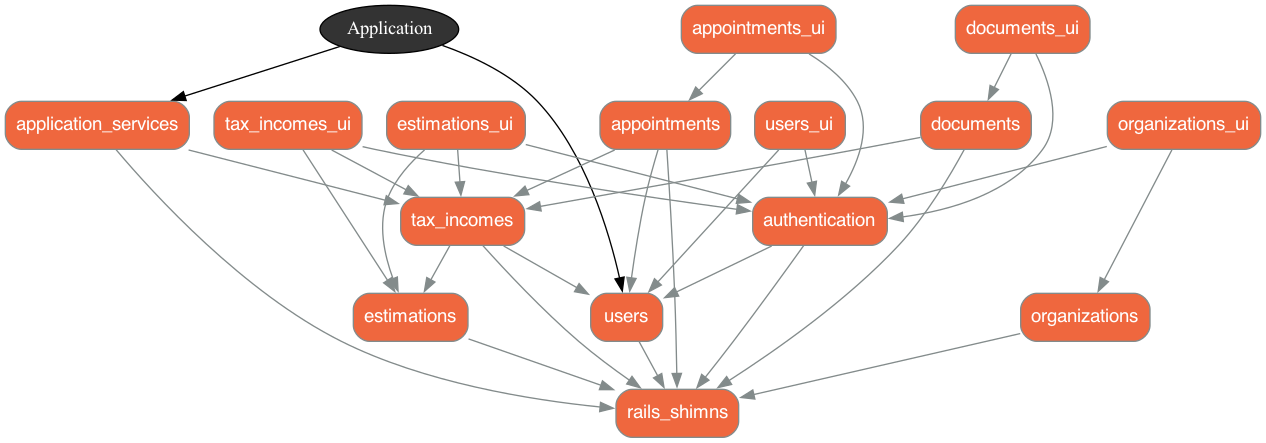 Application
appointments_ui
documents_ui
application_services
tax_incomes_ui
estimations_ui
appointments
users_ui
documents
organizations_ui
tax_incomes
authentication
estimations
users
organizations
rails_shimns